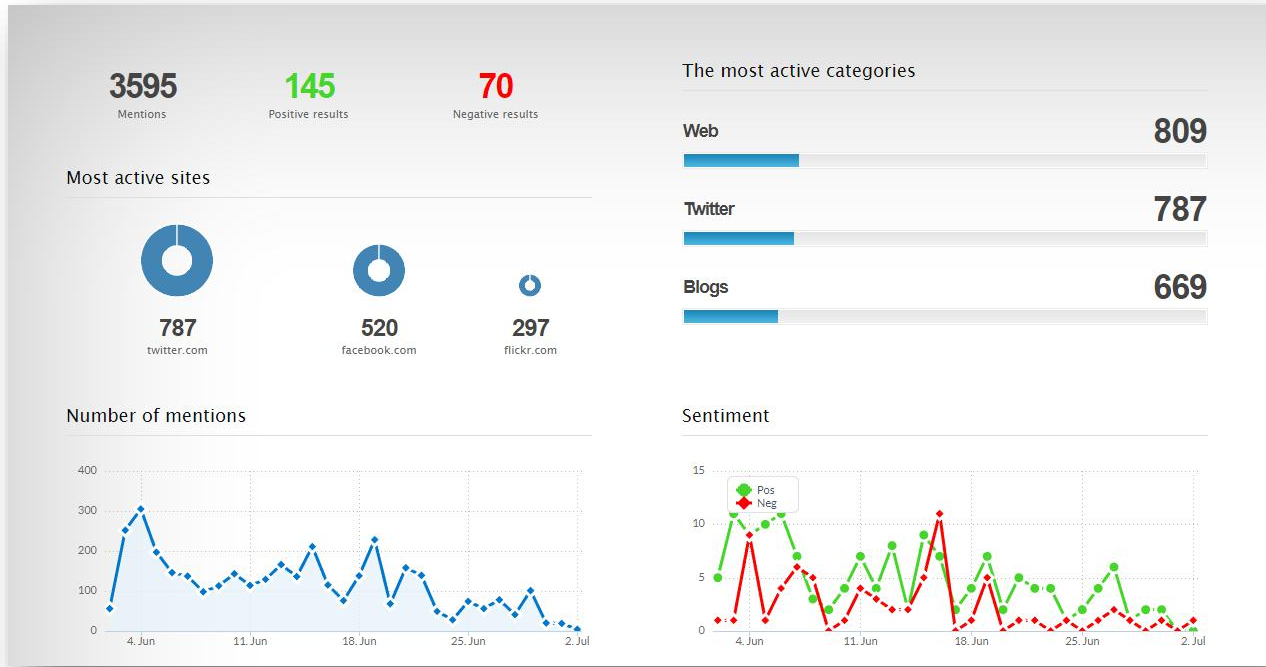 3595
Mentions
145
Positive results
70
Negative results
Most active sites
787
twitter.com
520
facebook.com
297
flickr.com
The most active categories
Web
809
Twitter
787
Blogs
669
Number of mentions
400
300
200
100
0
4. Jun 11. Jun 18. Jun 25. Jun 2. Jul
Sentiment
15
10
5
0
Pos
Neg
4. Jun 11. Jun 18. Jun 25. Jun 2. Jul